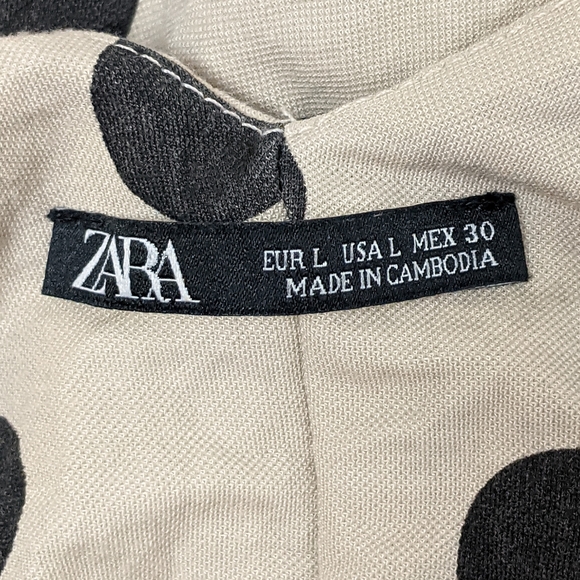 ZARA
EUR L USA L MEX 30
MADE IN CAMBODIA